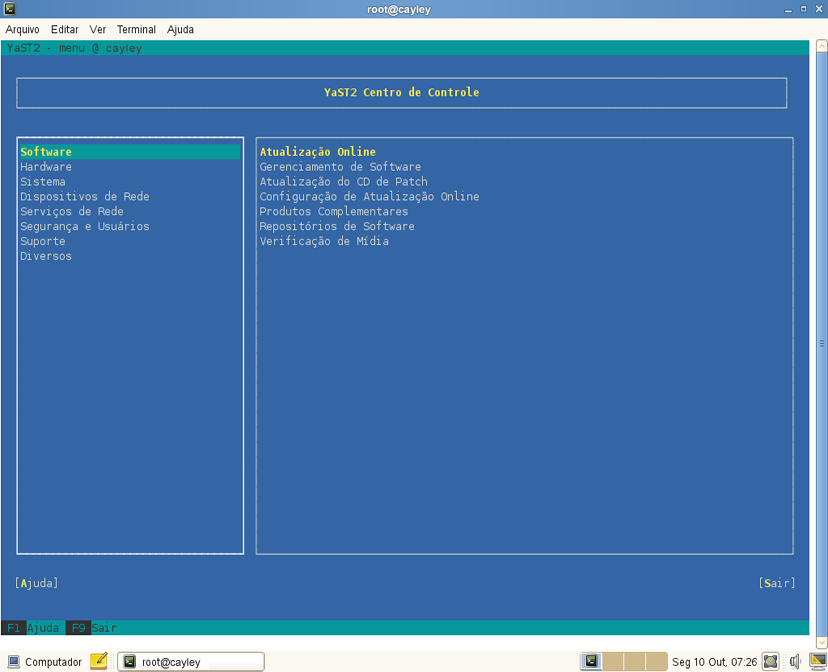 root@cayley
Arquivo Editar Ver Terminal Ajuda
YaST2 - menu @ cayley
YaST2 Centro de Controle
Software
Hardware
Sistema
Dispositivos de Rede
Serviços de Rede
Segurança e Usuários
Suporte
Diversos
Atualização Online
Gerenciamento de Software
Atualização do CD de Patch
Configuração de Atualização Online
Produtos Complementares
Repositórios de Software
Verificação de Mídia
[Ajuda] [Sair]
F1 Ajuda F9 Sair
Computador root@cayley Seg 10 Out, 07:26